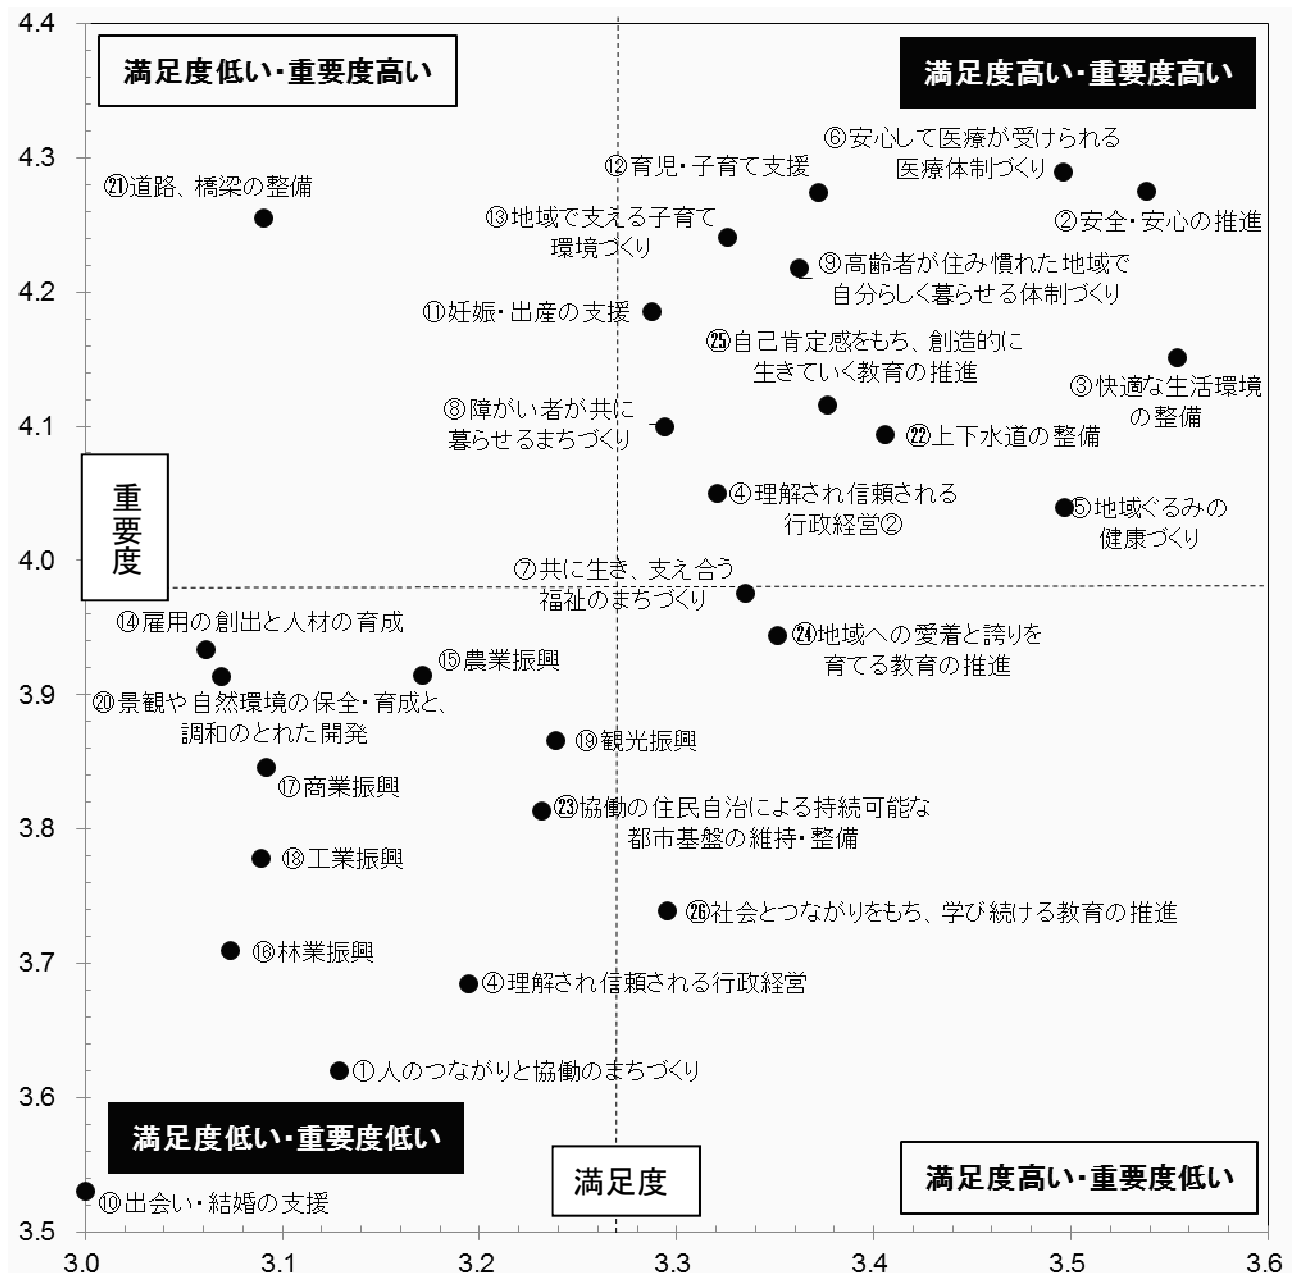 4.4
満足度低い・重要度高い
満足度高い・重要度高い
⑥安心して医療が受けられる
医療体制づくり
4.3
⑫育児・子育て支援
㉑道路、橋梁の整備
②安全・安心の推進
⑬地域で支える子育て
環境づくり
⑨高齢者が住み慣れた地域で
自分らしく暮らせる体制づくり
4.2
⑪妊娠・出産の支援
㉕自己肯定感をもち、創造的に
生きていく教育の推進
③快適な生活環境
の整備
⑧障がい者が共に
暮らせるまちづくり
4.1
㉒上下水道の整備
重要度
④理解され信頼される
行政経営②
⑤地域ぐるみの
健康づくり
4.0
⑦共に生き、支え合う
福祉のまちづくり
⑭雇用の創出と人材の育成
㉔地域への愛着と誇りを
育てる教育の推進
⑮農業振興
3.9
⑳景観や自然環境の保全・育成と、
調和のとれた開発
⑲観光振興
⑰商業振興
㉓協働の住民自治による持続可能な
都市基盤の維持・整備
3.8
⑱工業振興
㉖社会とつながりをもち、学び続ける教育の推進
⑯林業振興
3.7
④理解され信頼される行政経営
①人のつながりと協働のまちづくり
3.6
満足度低い・重要度低い
満足度
満足度高い・重要度低い
⑩出会い・結婚の支援
3.5
3.0 3.1 3.2 3.3 3.4 3.5 3.6